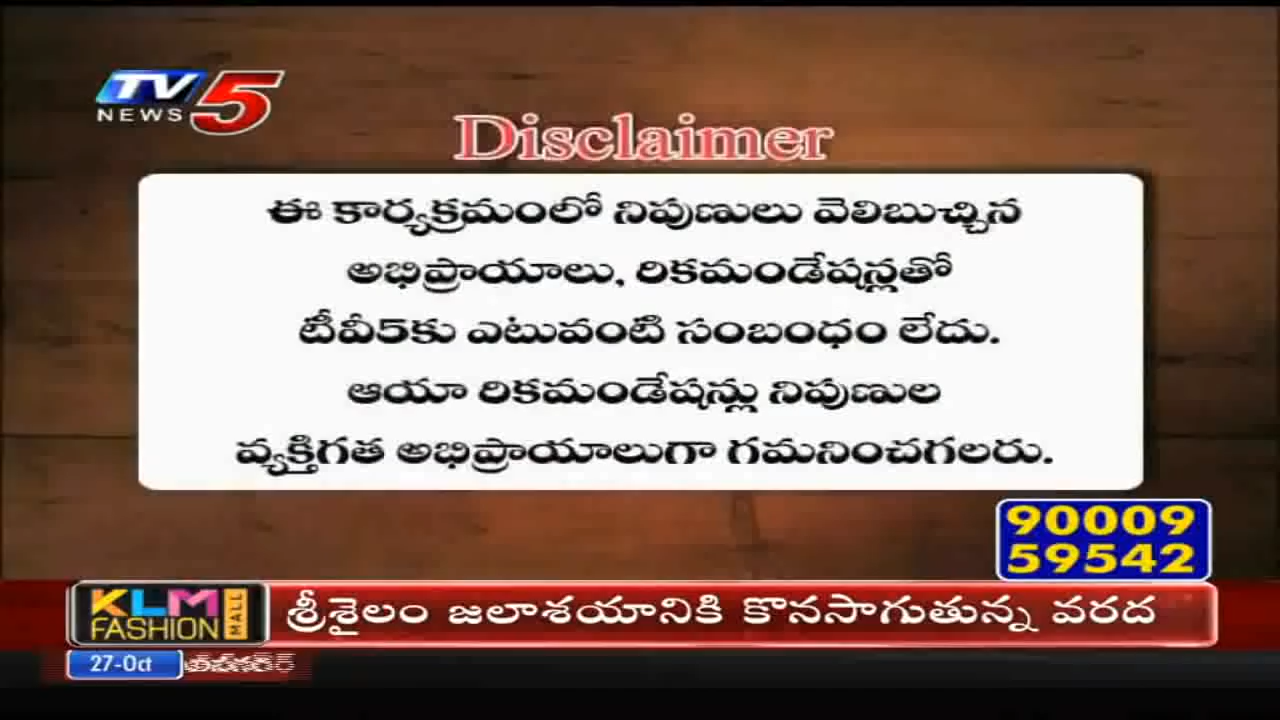 TV5
NEWS
Disclaimer
ఈ కార్యక్రమంలో నిపుణులు వెలిబుచ్చిన
అభిప్రాయాలు, రికమండేషన్లతో
టీవీ5కు ఎటువంటి సంబంధం లేదు.
ఆయా రికమండేషన్లు నిపుణుల
వ్యక్తిగత అభిప్రాయాలుగా గమనించగలరు.
90009
59542
KLM
FASHION
MALL
శ్రీశైలం జలాశయానికి కొనసాగుతున్న వరద
27-Oct